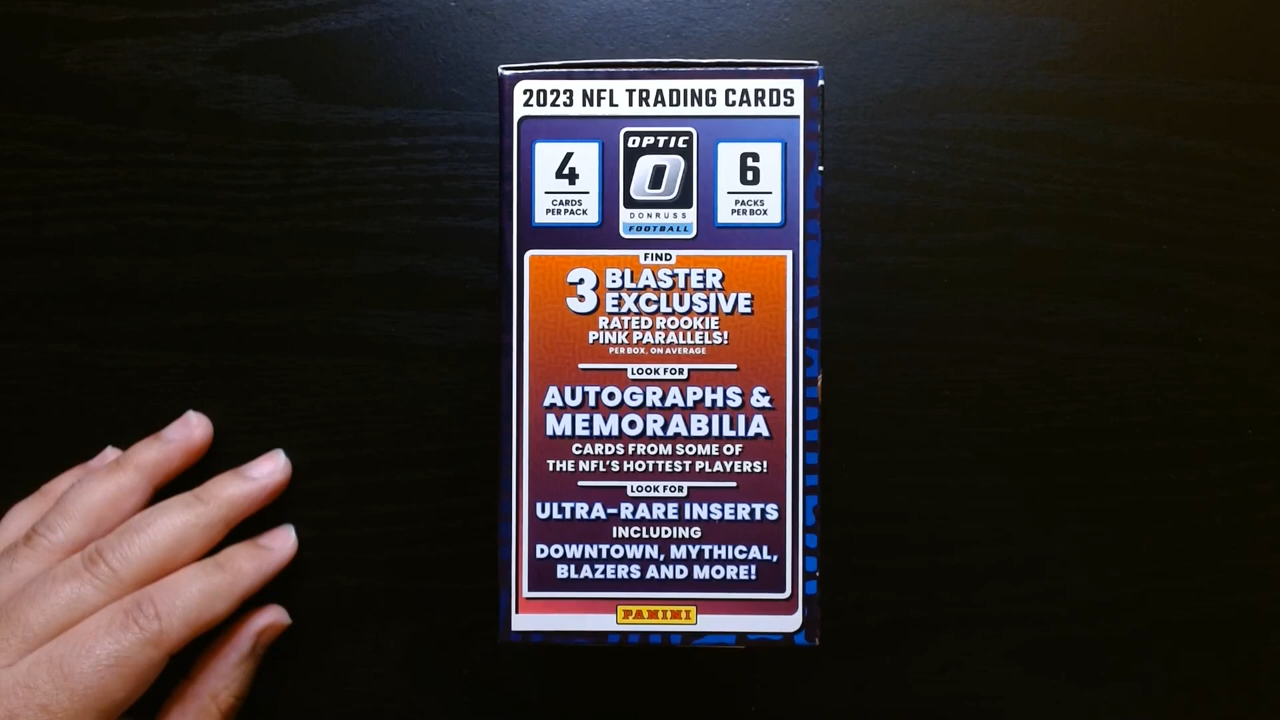 2023 NFL TRADING CARDS
4
CARDS
PER PACK
OPTIC
O
DONRUSS
FOOTBALL
6
PACKS
PER BOX
FIND
3 BLASTER
EXCLUSIVE
RATED ROOKIE
PINK PARALLELS!
PER BOX, ON AVERAGE
LOOK FOR
AUTOGRAPHS &
MEMORABILIA
CARDS FROM SOME OF
THE NFL'S HOTTEST PLAYERS!
LOOK FOR
ULTRA-RARE INSERTS
INCLUDING
DOWNTOWN, MYTHICAL,
BLAZERS AND MORE!
PANINI